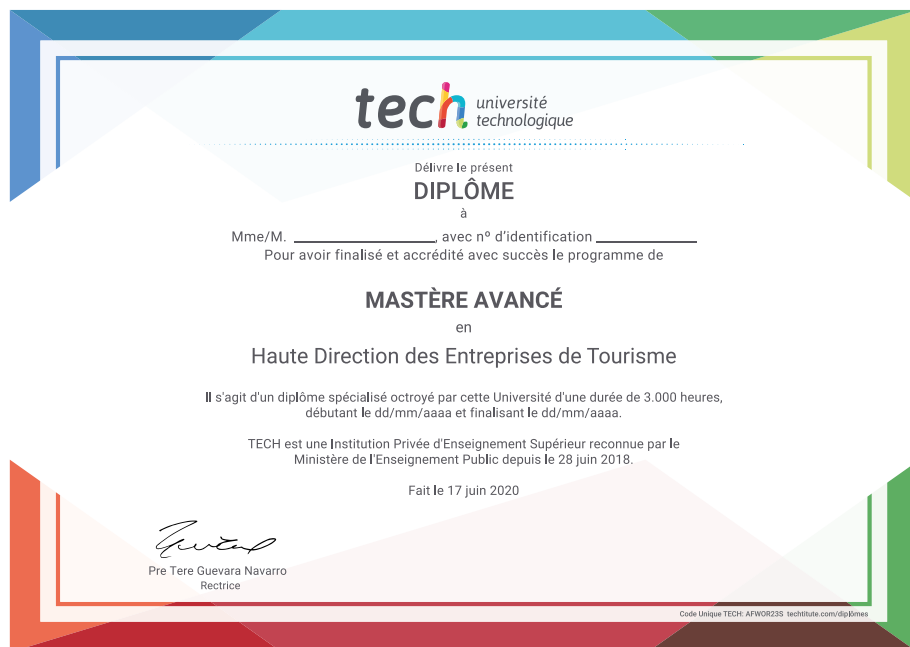 tech université
technologique
Délivre le présent
DIPLÔME
à
Mme/M. ____________, avec nº d'identification ____________
Pour avoir finalisé et accrédité avec succès le programme de
MASTÈRE AVANCÉ
en
Haute Direction des Entreprises de Tourisme
Il s'agit d'un diplôme spécialisé octroyé par cette Université d'une durée de 3.000 heures,
débutant le dd/mm/aaaa et finalisant le dd/mm/aaaa.
TECH est une Institution Privée d'Enseignement Supérieur reconnue par le
Ministère de l'Enseignement Public depuis le 28 juin 2018.
Fait le 17 juin 2020
Pre Tere Guevara Navarro
Rectrice
Code Unique TECH: AFWOR23S techtitute.com/diplômes